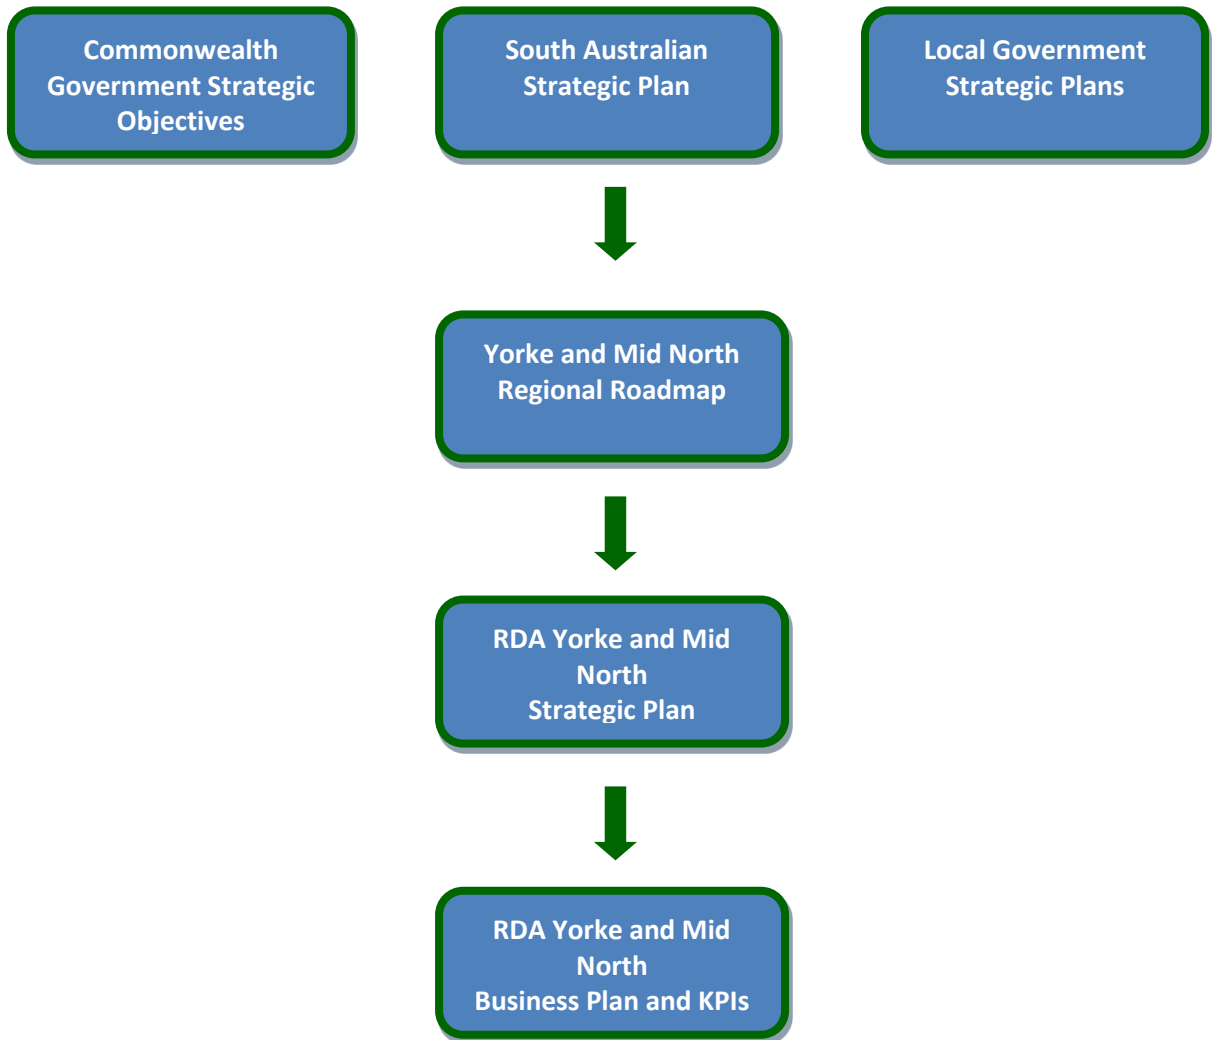 Commonwealth
Government Strategic
Objectives
South Australian
Strategic Plan
Local Government
Strategic Plans
Yorke and Mid North
Regional Roadmap
RDA Yorke and Mid
North
Strategic Plan
RDA Yorke and Mid
North
Business Plan and KPIs